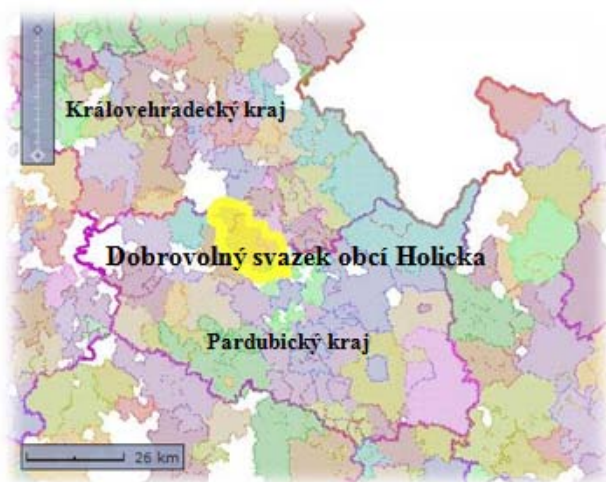 Královehradecký kraj
Dobrovolný svazek obcí Holicka
Pardubický kraj
26 km